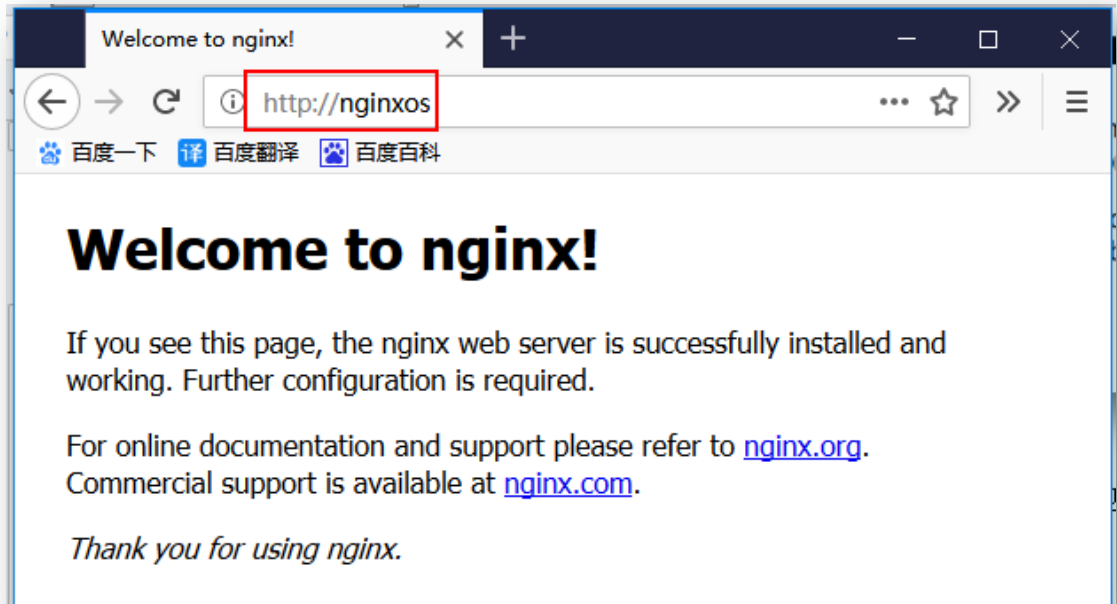 Welcome to nginx!
http://nginxos
百度一下 译 百度翻译 百度百科
Welcome to nginx!
If you see this page, the nginx web server is successfully installed and
working. Further configuration is required.
For online documentation and support please refer to nginx.org.
Commercial support is available at nginx.com.
Thank you for using nginx.